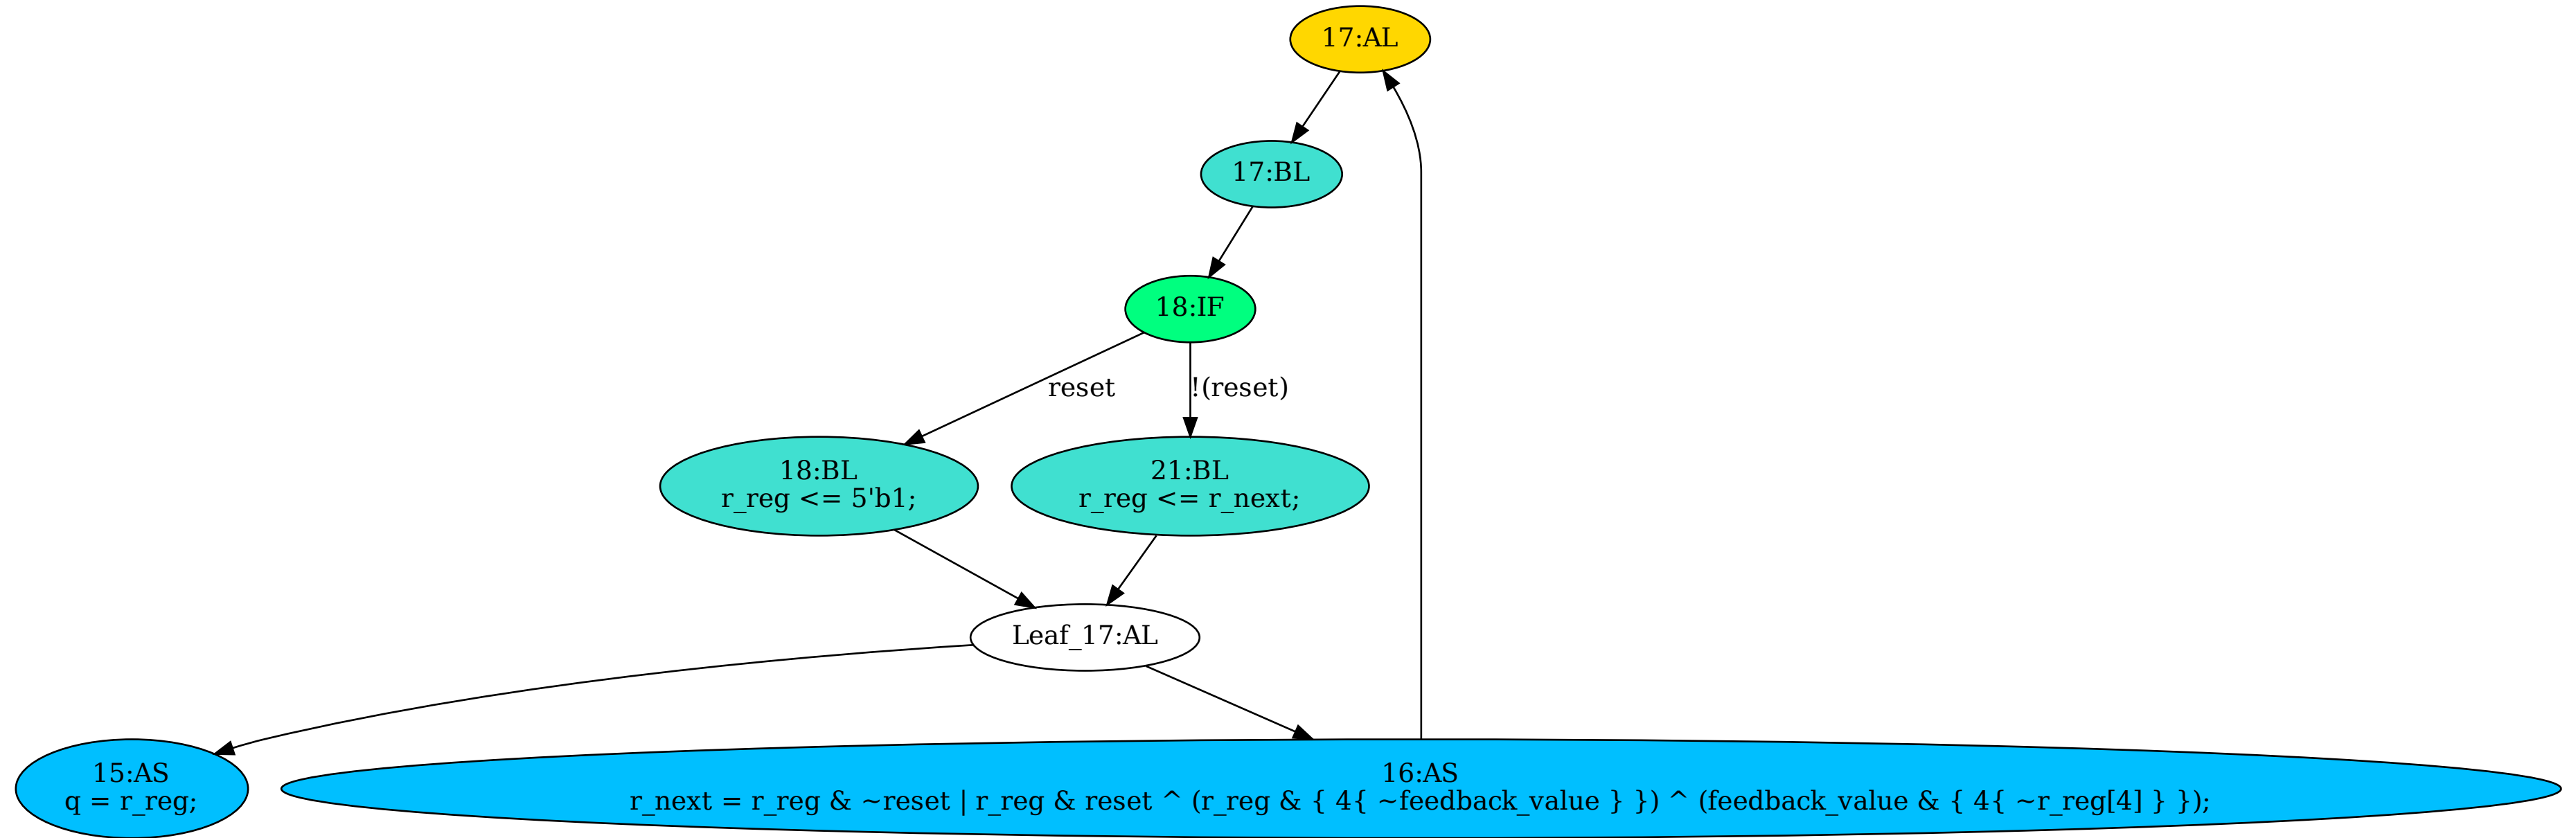 17:AL
17:BL
18:IF
reset
!(reset)
18:BL
r_reg <= 5'b1;
21:BL
r_reg <= r_next;
Leaf_17:AL
15:AS
q = r_reg;
16:AS
r_next = r_reg & ~reset | r_reg & reset ^ (r_reg & { 4{ ~feedback_value } }) ^ (feedback_value & { 4{ ~r_reg[4] } });